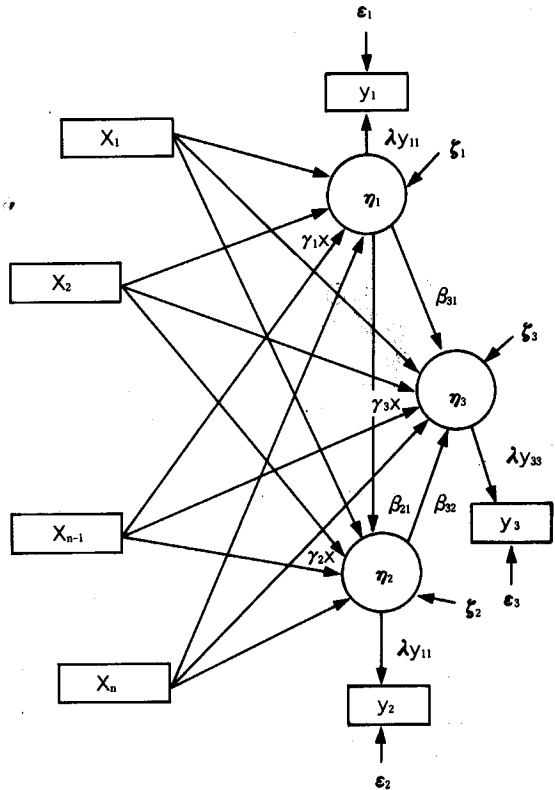 ε₁
y₁
X₁
λy₁₁
ζ₁
η₁
γ₁x
X₂
β₃₁
ζ₃
η₃
γ₃x
λy₃₃
β₂₁
β₃₂
Xₙ₋₁
y₃
γ₂x
η₂
ε₃
ζ₂
λy₁₁
Xₙ
y₂
ε₂